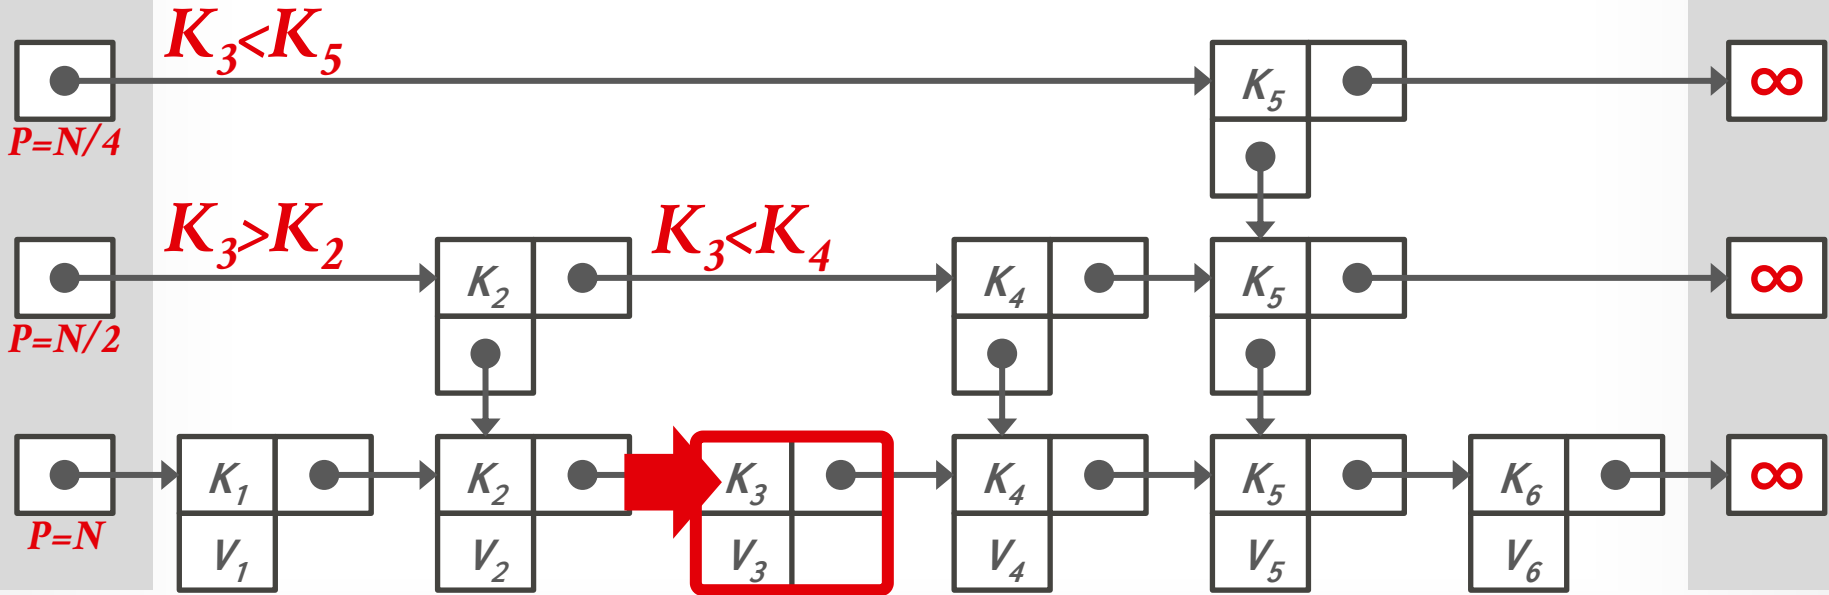 K₃<K₅
K₅
∞
P=N/4
K₃>K₂
K₃<K₄
K₂
K₄
K₅
∞
P=N/2
K₁
K₂
K₃
K₄
K₅
K₆
∞
P=N
V₁
V₂
V₃
V₄
V₅
V₆